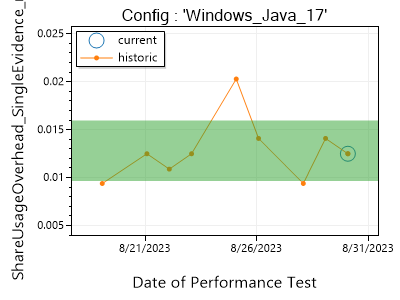 Config : 'Windows_Java_17'
ShareUsageOverhead_SingleEvidence_
0.025
0.02
0.015
0.01
0.005
current
historic
8/21/2023
8/26/2023
8/31/2023
Date of Performance Test